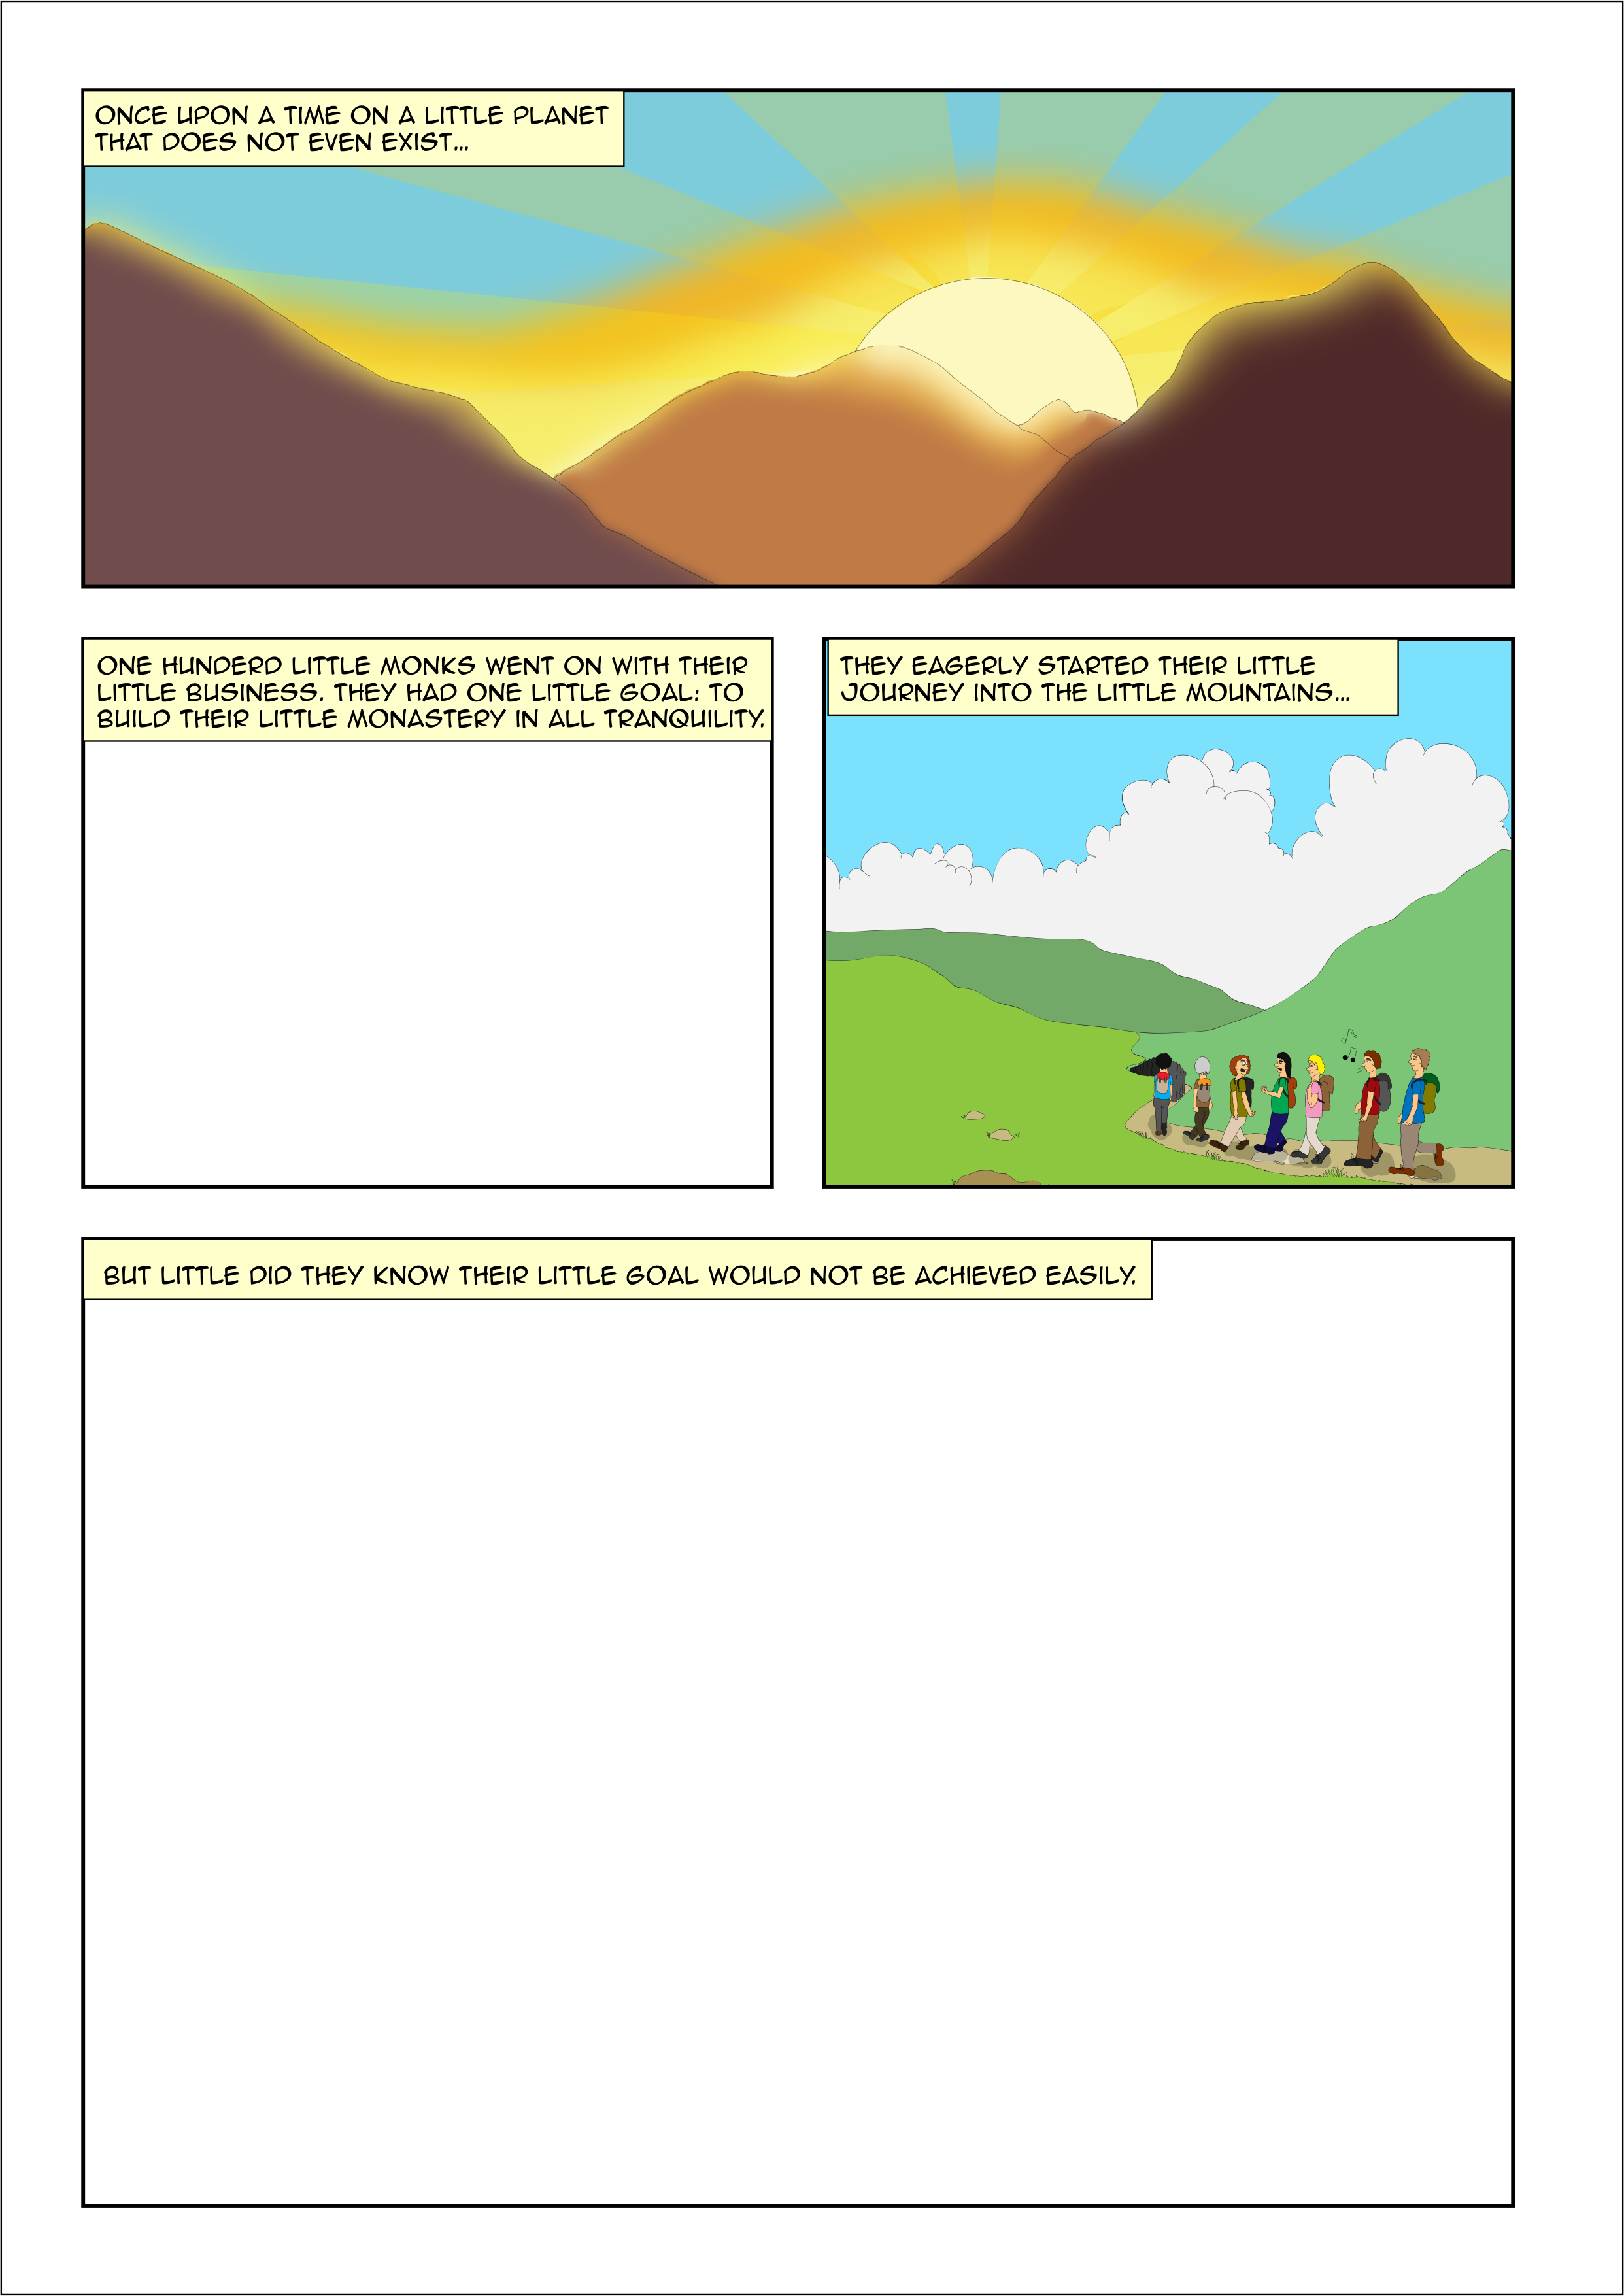 ONCE UPON A TIME ON A LITTLE PLANET
THAT DOES NOT EVEN EXIST...
ONE HUNDERD LITTLE MONKS WENT ON WITH THEIR
LITTLE BUSINESS. THEY HAD ONE LITTLE GOAL: TO
BUILD THEIR LITTLE MONASTERY IN ALL TRANQUILITY.
THEY EAGERLY STARTED THEIR LITTLE
JOURNEY INTO THE LITTLE MOUNTAINS...
BUT LITTLE DID THEY KNOW THEIR LITTLE GOAL WOULD NOT BE ACHIEVED EASILY.